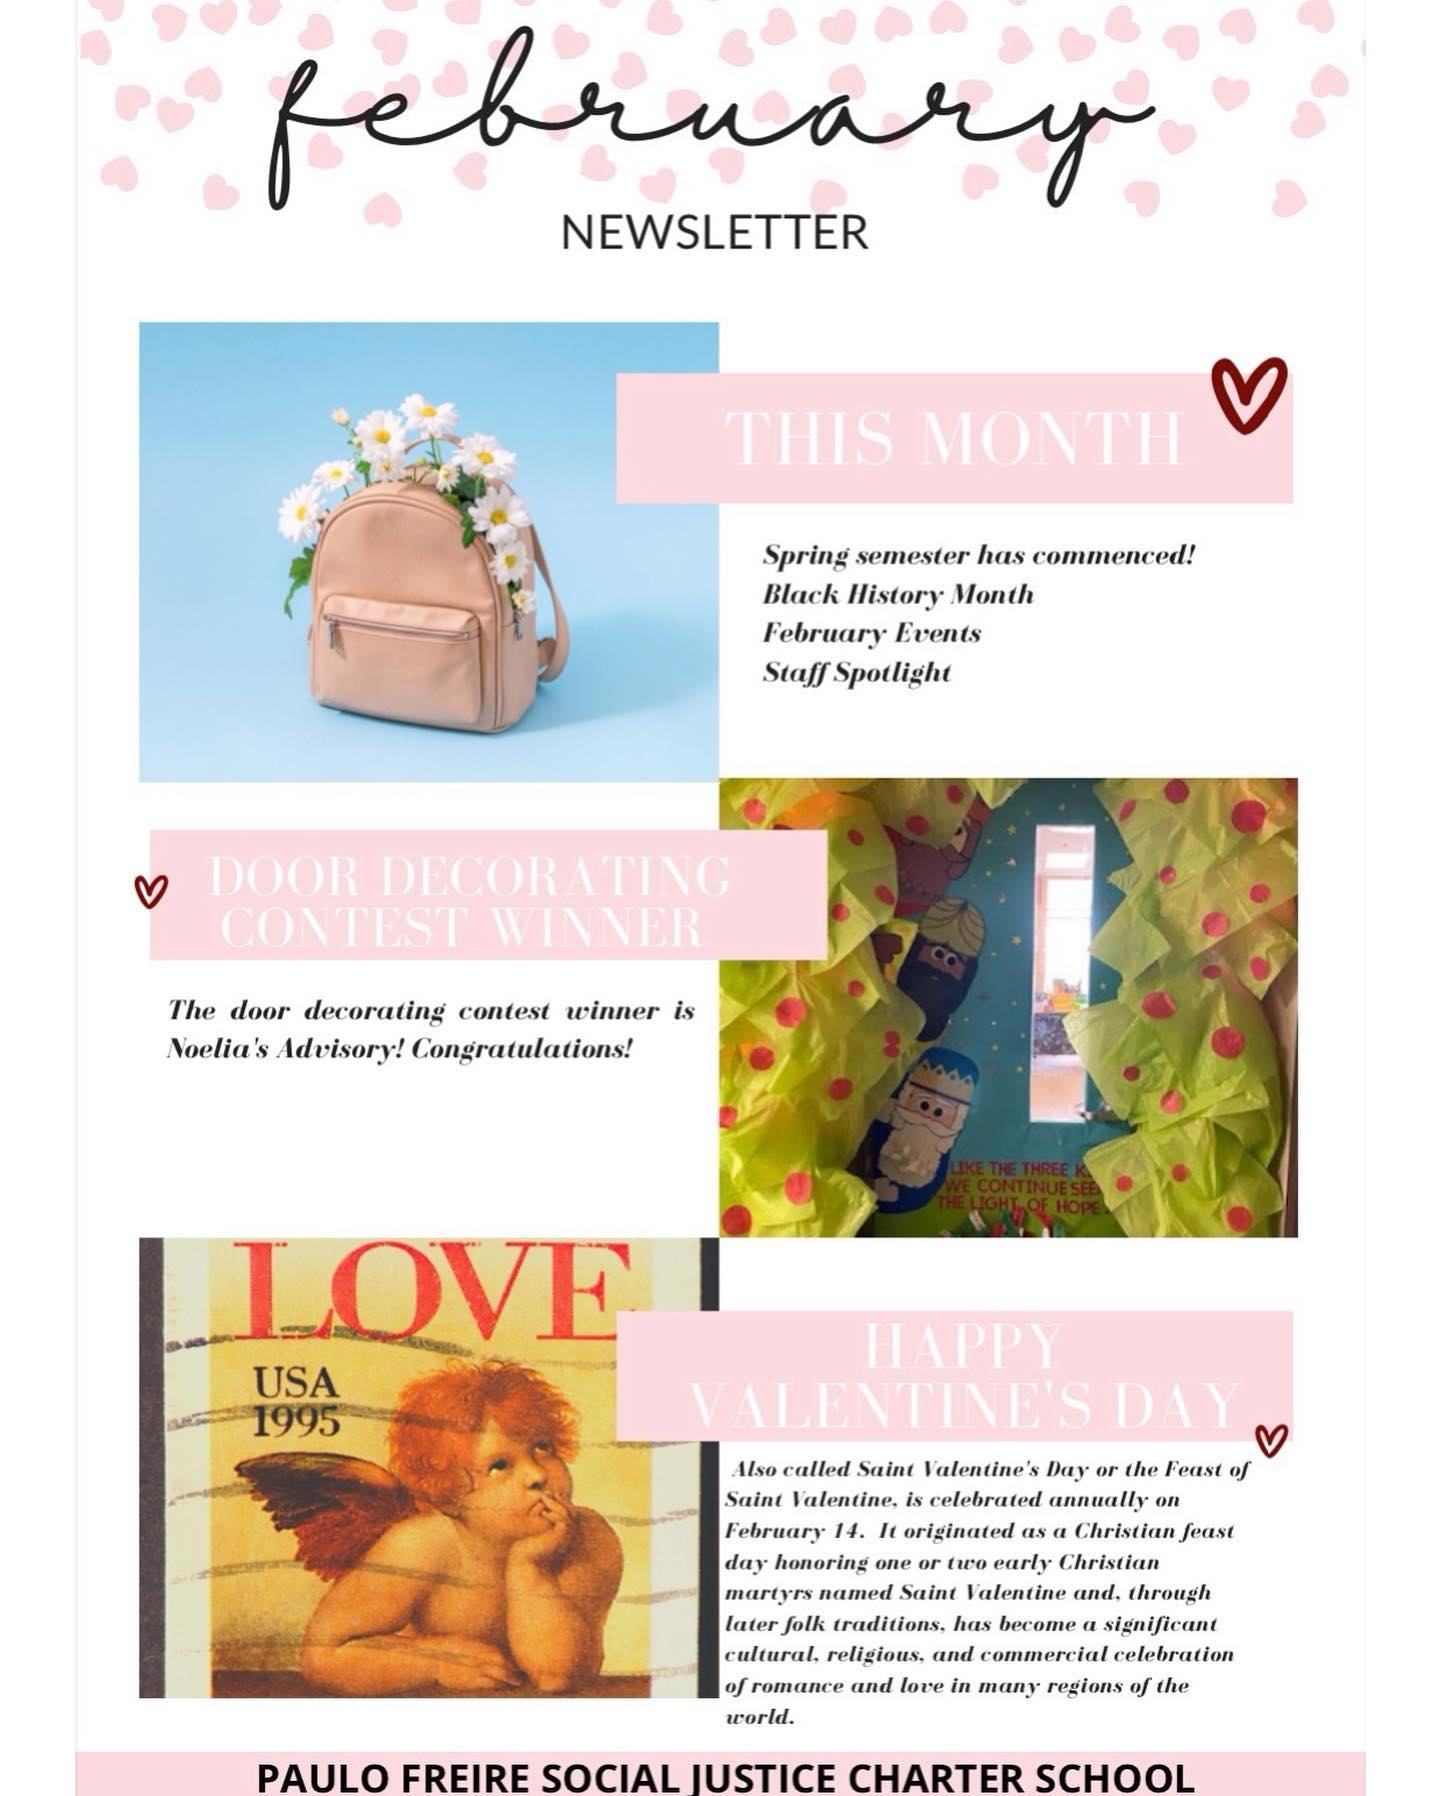 february
NEWSLETTER
THIS MONTH
Spring semester has commenced!
Black History Month
February Events
Staff Spotlight
DOOR DECORATING
CONTEST WINNER
The door decorating contest winner is
Noelia's Advisory! Congratulations!
LIKE THE THREE K
WE CONTINUE SEE
THE LIGHT OF HOPE
LOVE
USA
1995
HAPPY
VALENTINE'S DAY
Also called Saint Valentine's Day or the Feast of
Saint Valentine, is celebrated annually on
February 14. It originated as a Christian feast
day honoring one or two early Christian
martyrs named Saint Valentine and, through
later folk traditions, has become a significant
cultural, religious, and commercial celebration
of romance and love in many regions of the
world.
PAULO FREIRE SOCIAL JUSTICE CHARTER SCHOOL